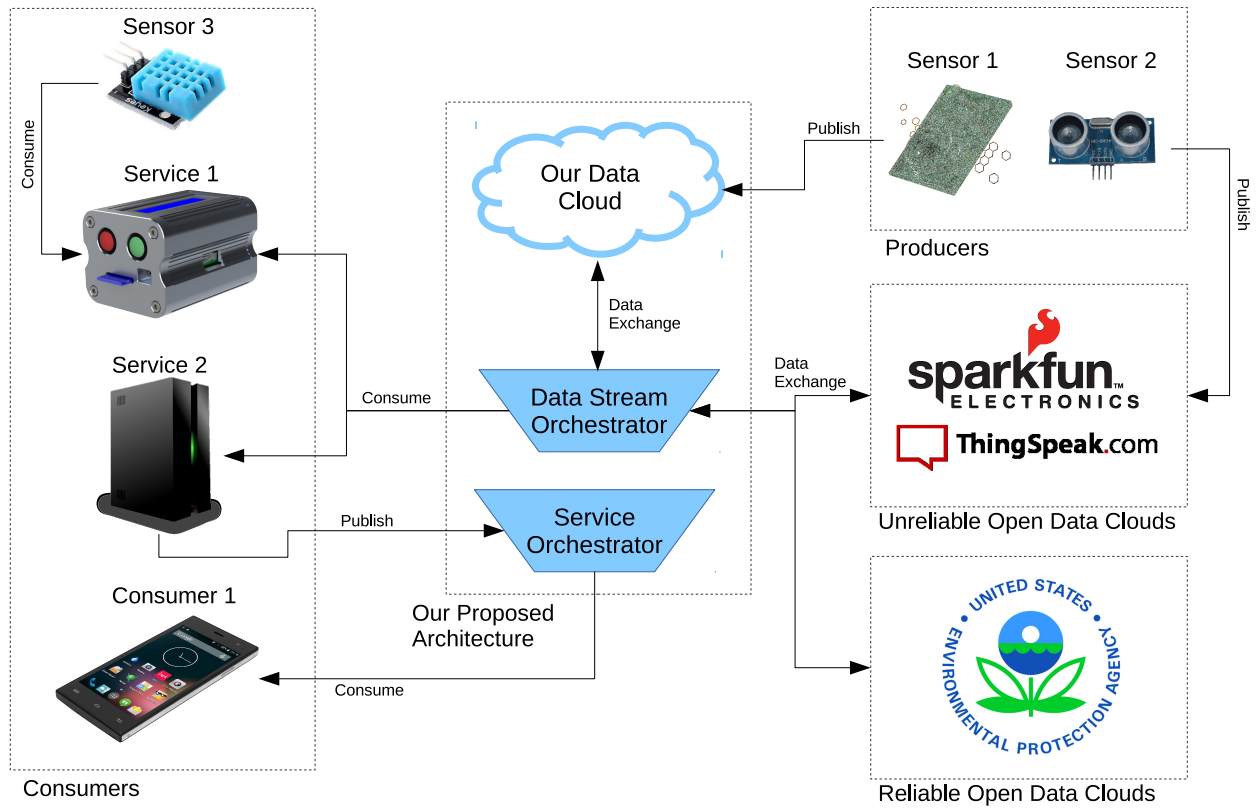 Sensor 3
Consume
Service 1
Service 2
Consumer 1
Consumers
Our Data
Cloud
Data
Exchange
Data Stream
Orchestrator
Service
Orchestrator
Our Proposed
Architecture
Consume
Publish
Consume
Sensor 1
Sensor 2
Publish
Publish
Producers
Data
Exchange
sparkfun™
ELECTRONICS
ThingSpeak.com
Unreliable Open Data Clouds
UNITED STATES
ENVIRONMENTAL PROTECTION AGENCY
Reliable Open Data Clouds